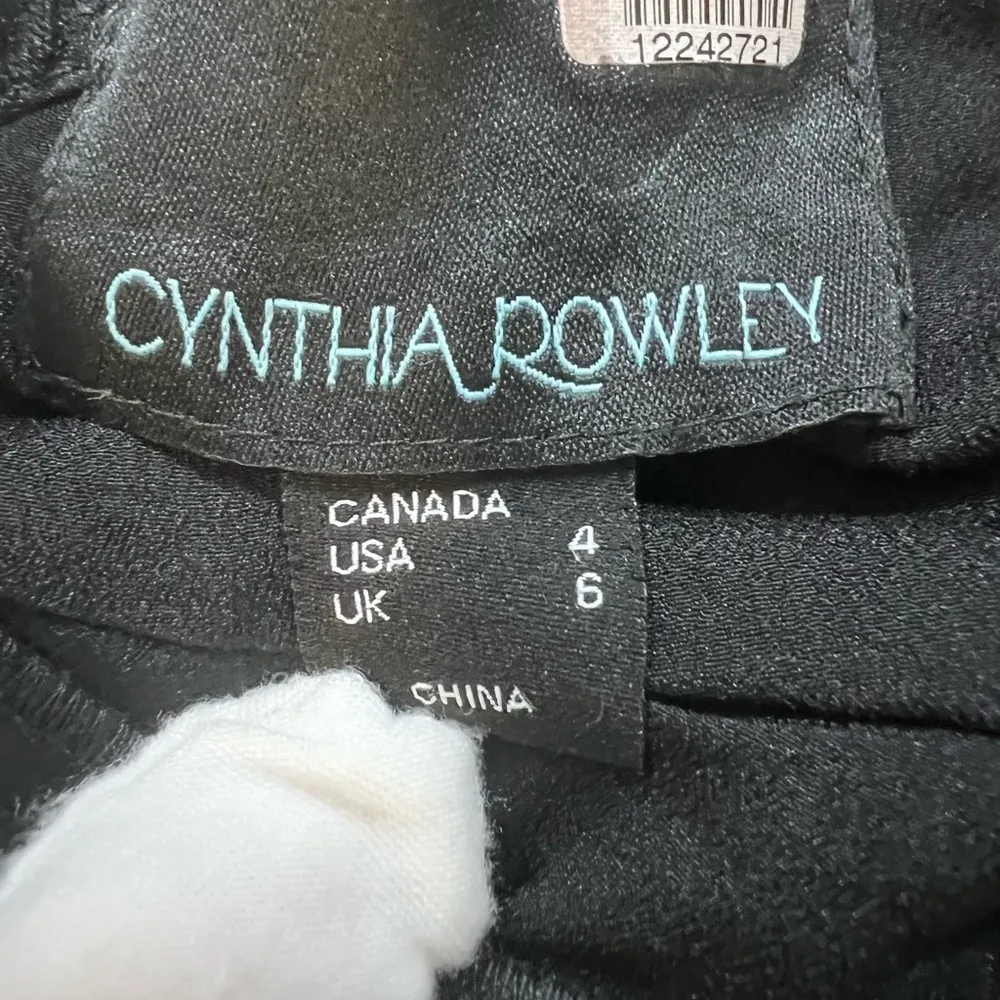 12242721
CYNTHIA ROWLEY
CANADA
USA 4
UK 6
CHINA